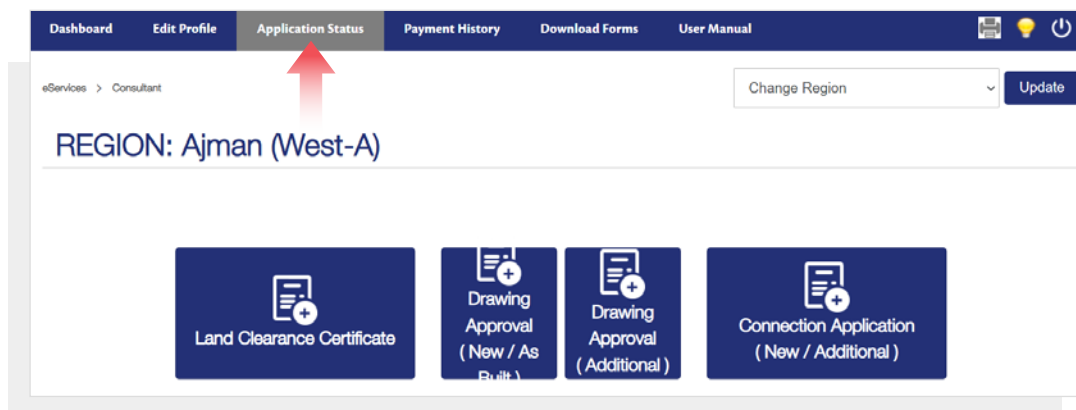 Dashboard Edit Profile Application Status Payment History Download Forms User Manual
eServices > Consultant
Change Region
Update
REGION: Ajman (West-A)
Land Clearance Certificate
Drawing
Approval
( New / As
Built )
Drawing
Approval
( Additional )
Connection Application
( New / Additional )